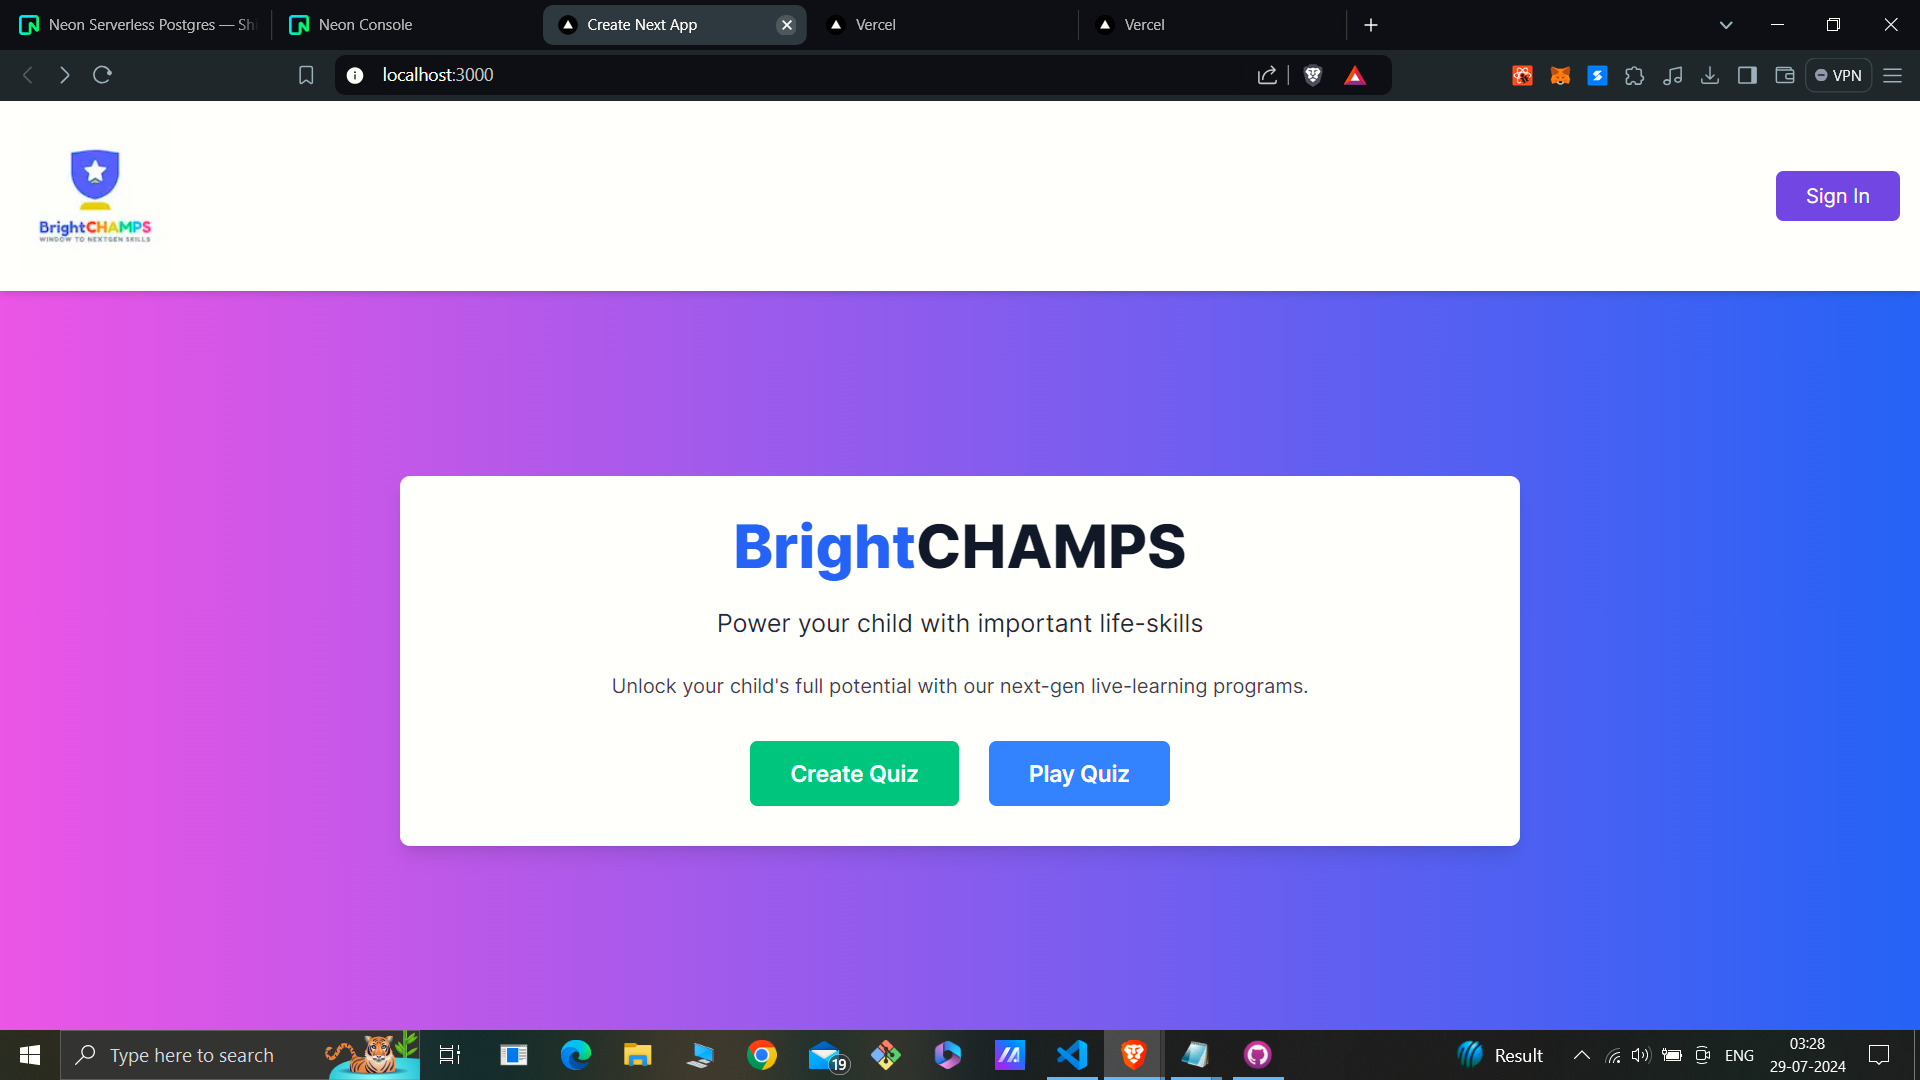 Neon Serverless Postgres — Shi
Neon Console
Create Next App
Vercel
Vercel
localhost:3000
VPN
BrightCHAMPS
WINDOW TO NEXTGEN SKILLS
Sign In
BrightCHAMPS
Power your child with important life-skills
Unlock your child's full potential with our next-gen live-learning programs.
Create Quiz
Play Quiz
Type here to search
19
Result
ENG
03:28
29-07-2024